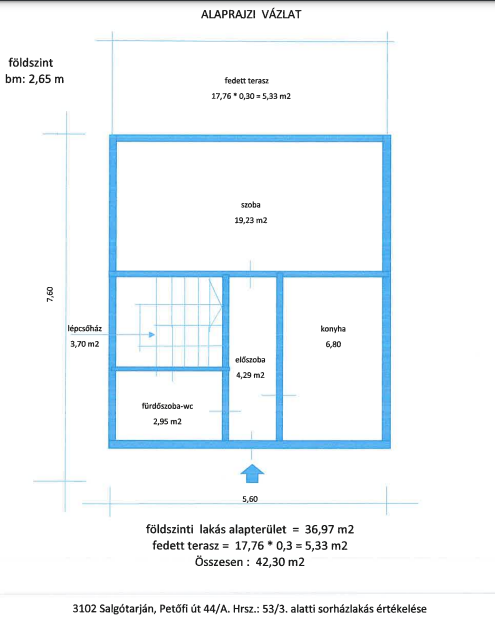 ALAPRAJZI VÁZLAT
földszint
bm: 2,65 m
fedett terasz
17,76 * 0,30 = 5,33 m2
szoba
19,23 m2
7,60
lépcsőház
3,70 m2
konyha
6,80
előszoba
4,29 m2
fürdőszoba-wc
2,95 m2
5,60
földszinti lakás alapterület = 36,97 m2
fedett terasz = 17,76 * 0,3 = 5,33 m2
Összesen : 42,30 m2
3102 Salgótarján, Petőfi út 44/A. Hrsz.: 53/3. alatti sorházlakás értékelése